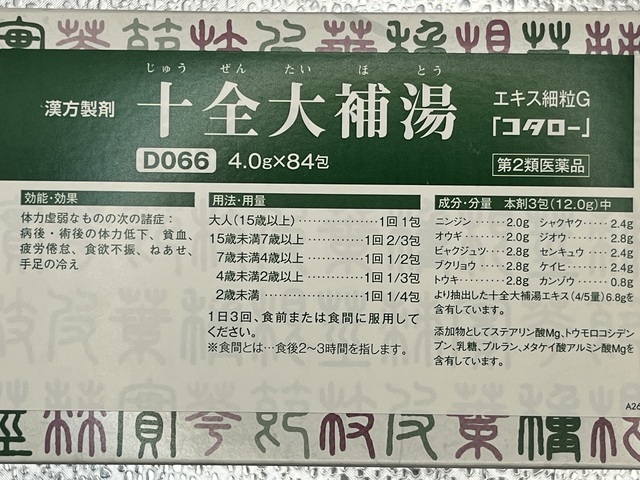 じゅう ぜん たい ほ とう
漢方製剤 十全大補湯 エキス細粒G
「コタロー」
D066 4.0g×84包 第2類医薬品
効能・効果
体力虚弱なものの次の諸症：
病後・術後の体力低下、貧血、
疲労倦怠、食欲不振、ねあせ、
手足の冷え
用法・用量
大人(15歳以上)……………1回 1包
15歳未満7歳以上……………1回 2/3包
7歳未満4歳以上……………1回 1/2包
4歳未満2歳以上……………1回 1/3包
2歳未満……………1回 1/4包
1日3回、食前または食間に服用して
ください。
※食間とは…食後2〜3時間を指します。
成分・分量 本剤3包(12.0g)中
ニンジン……2.0g シャクヤク……2.4g
オウギ……2.0g ジオウ……2.8g
ビャクジュツ……2.8g センキュウ……2.4g
ブクリョウ……2.8g ケイヒ……2.4g
トウキ……2.8g カンゾウ……0.8g
より抽出した十全大補湯エキス(4/5量)6.8gを
含有しています。
添加物としてステアリン酸Mg、トウモロコシデン
プン、乳糖、プルラン、メタケイ酸アルミン酸Mgを
含有しています。
A26